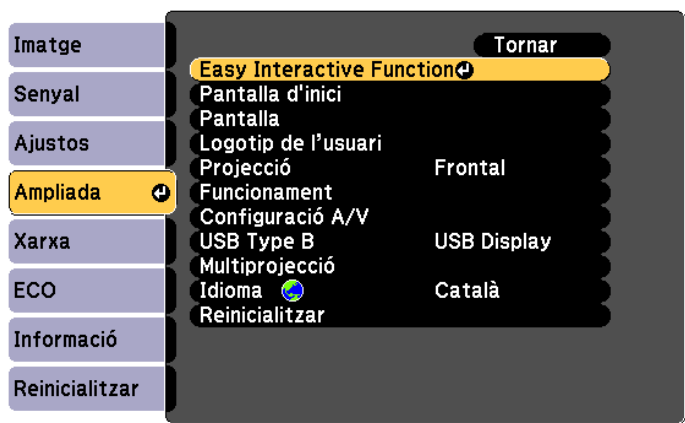 Imatge
Senyal
Ajustos
Ampliada
Xarxa
ECO
Informació
Reinicialitzar
Tornar
Easy Interactive Function
Pantalla d'inici
Pantalla
Logotip de l’usuari
Projecció Frontal
Funcionament
Configuració A/V
USB Type B USB Display
Multiprojecció
Idioma Català
Reinicialitzar